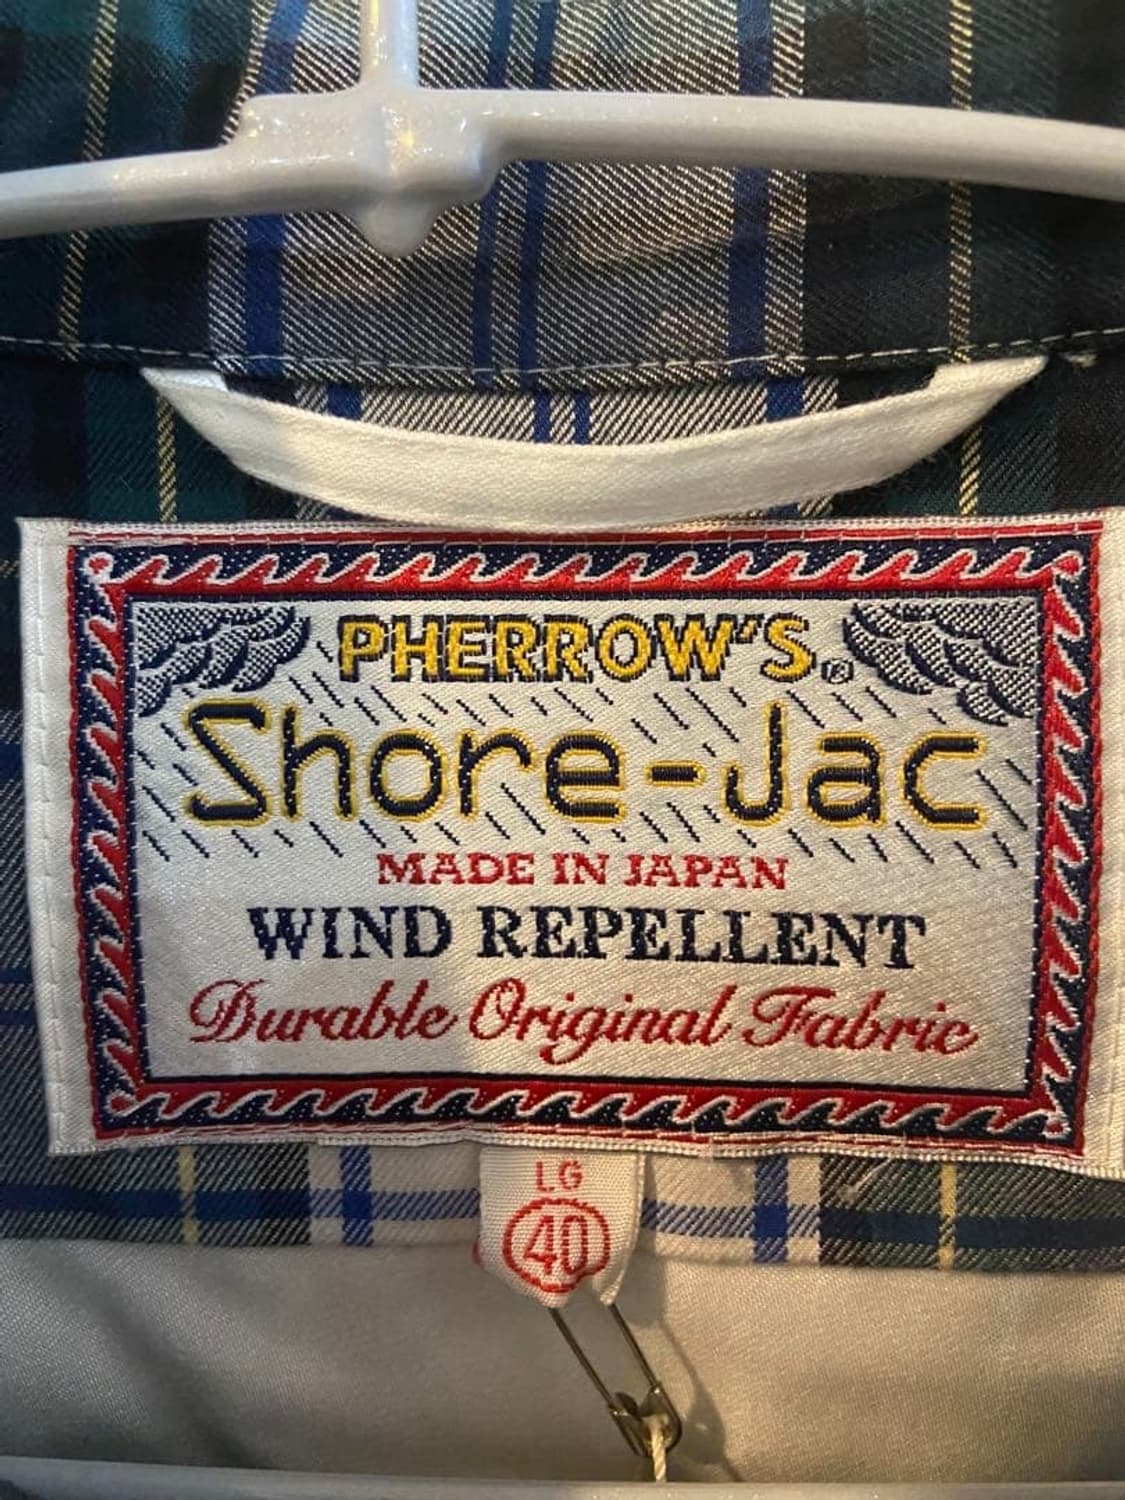 PHERROW'S®
Shore-Jac
MADE IN JAPAN
WIND REPELLENT
Durable Original Fabric
LG
40